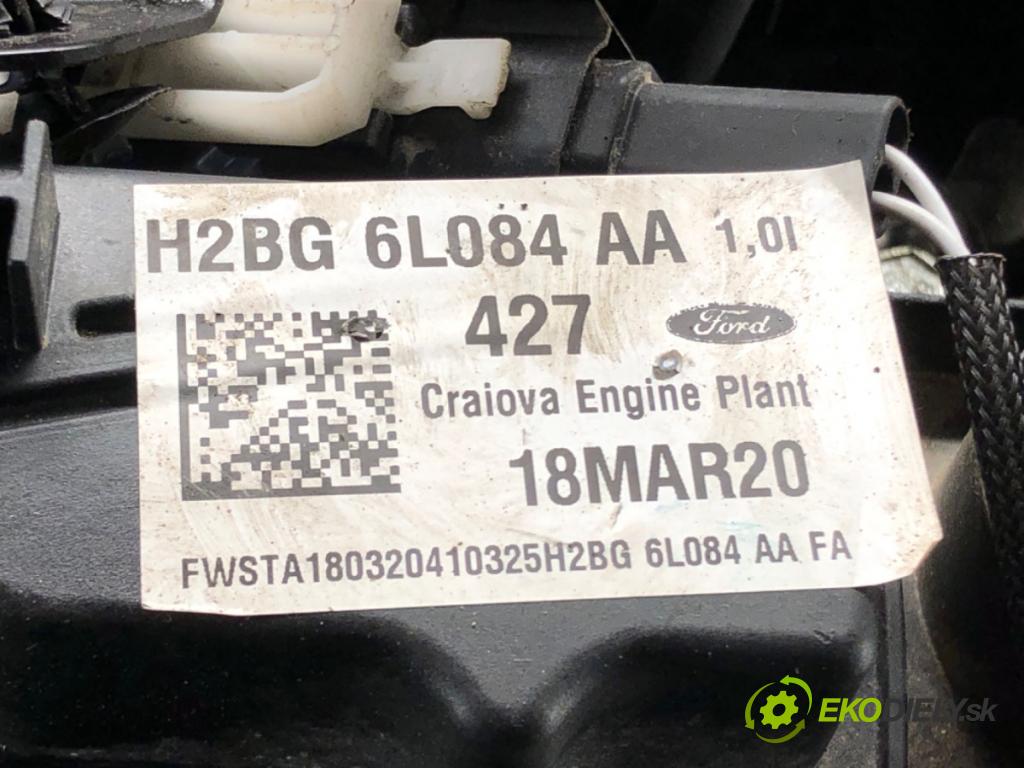 H2BG 6L084 AA 1,0l
427 Ford
Craiova Engine Plant
18MAR20
FWSTA180320410325H2BG 6L084 AA FA
EKODIELY.sk